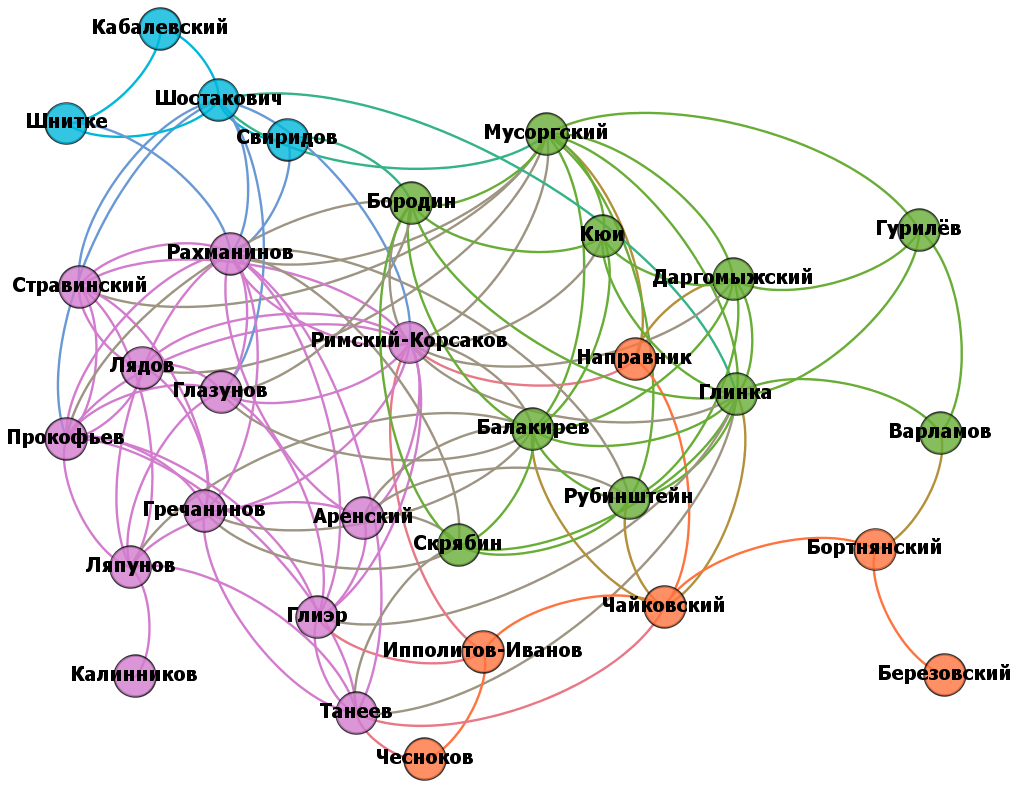 Кабалевский
Шостакович
Шнитке
Свиридов
Мусоргский
Бородин
Кюи
Гурилёв
Рахманинов
Даргомыжский
Стравинский
Римский-Корсаков
Направник
Лядов
Глазунов
Глинка
Прокофьев
Балакирев
Варламов
Рубинштейн
Гречанинов
Аренский
Скрябин
Бортнянский
Ляпунов
Чайковский
Глиэр
Ипполитов-Иванов
Калинников
Березовский
Танеев
Чесноков